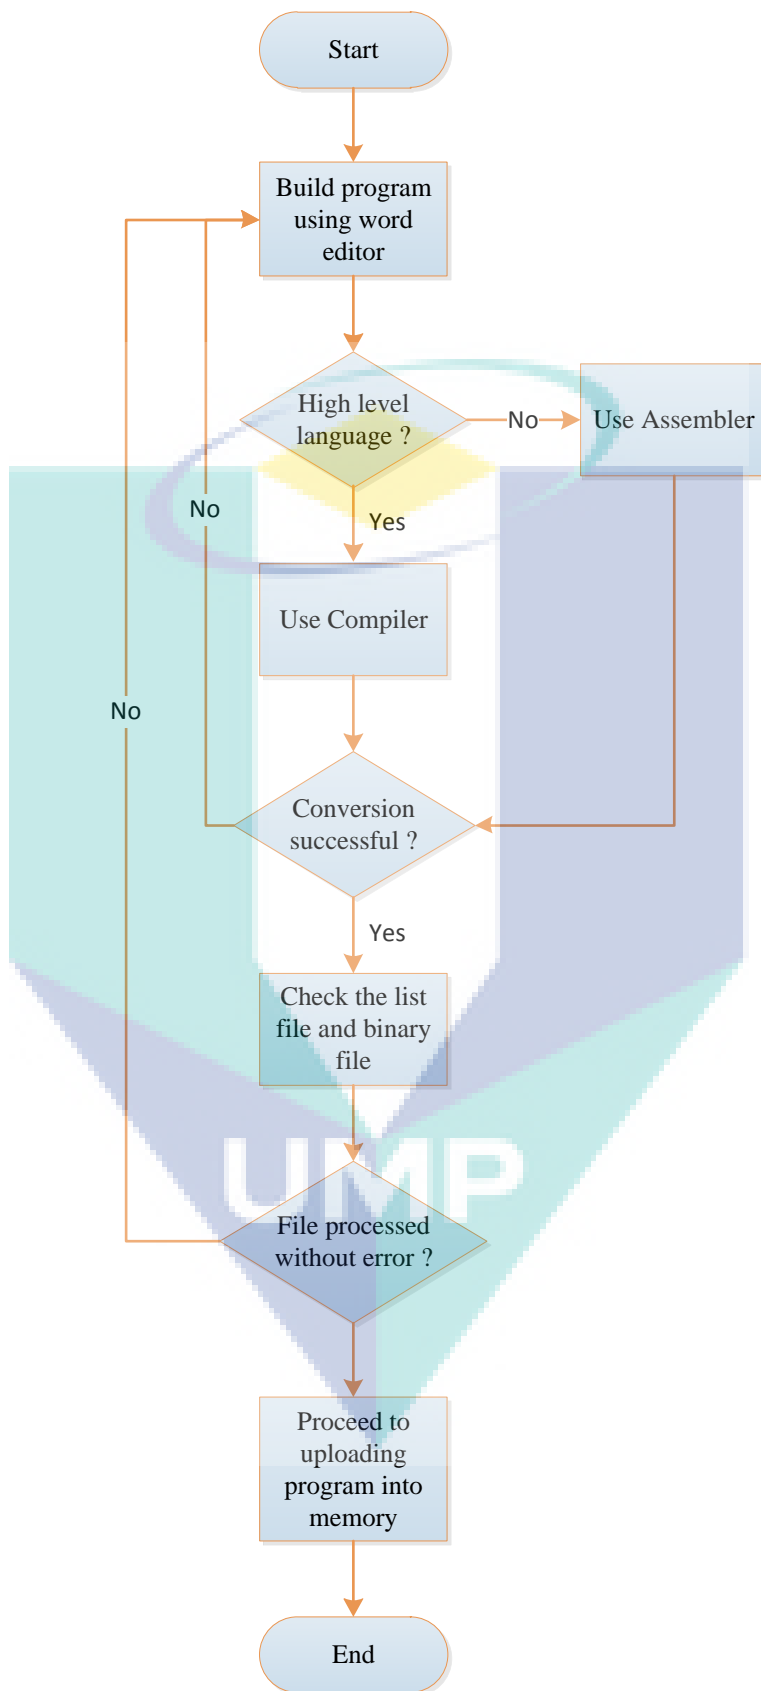 Start
Build program
using word
editor
High level
language ?
No
Use Assembler
No
Yes
Use Compiler
No
Conversion
successful ?
Yes
Check the list
file and binary
file
UMP
File processed
without error ?
Proceed to
uploading
program into
memory
End